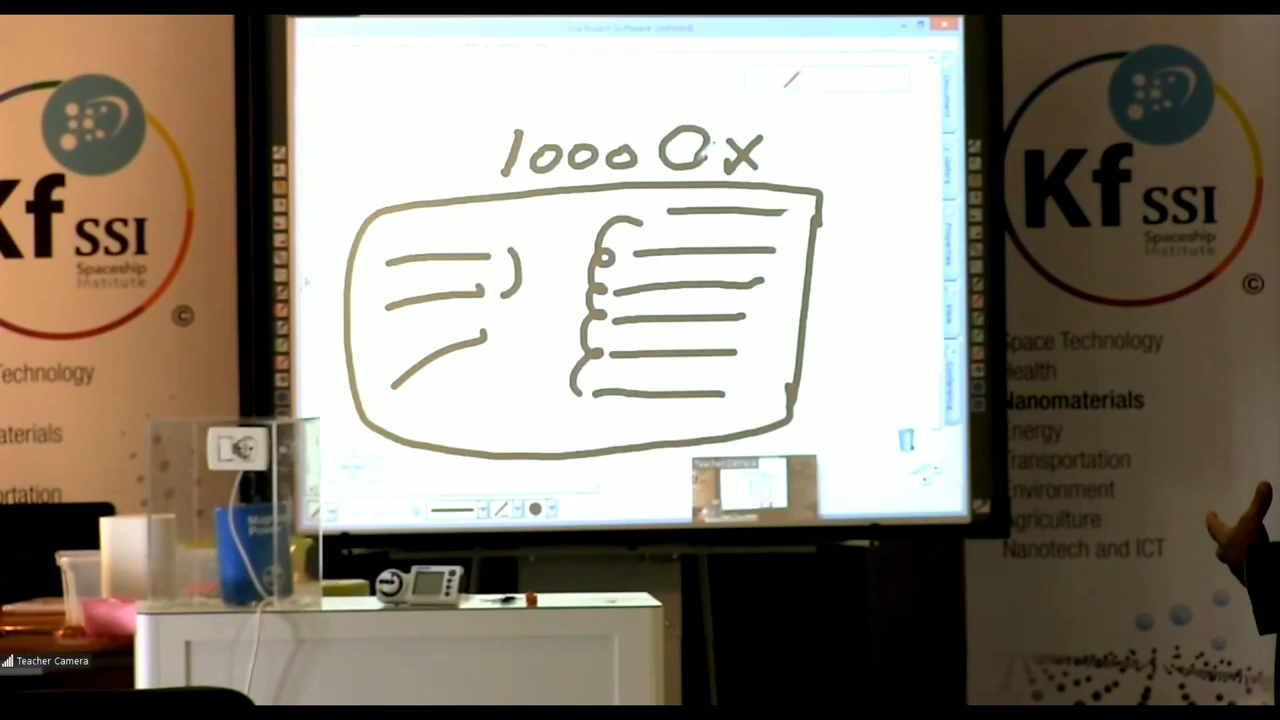 10000x
Kf
SSI
Spaceship
Institute
©
Technology
aterials
ortation
Kf
SSI
Spaceship
Institute
©
Space Technology
Health
Nanomaterials
Energy
Transportation
Environment
Agriculture
Nanotech and ICT
Teacher Camera